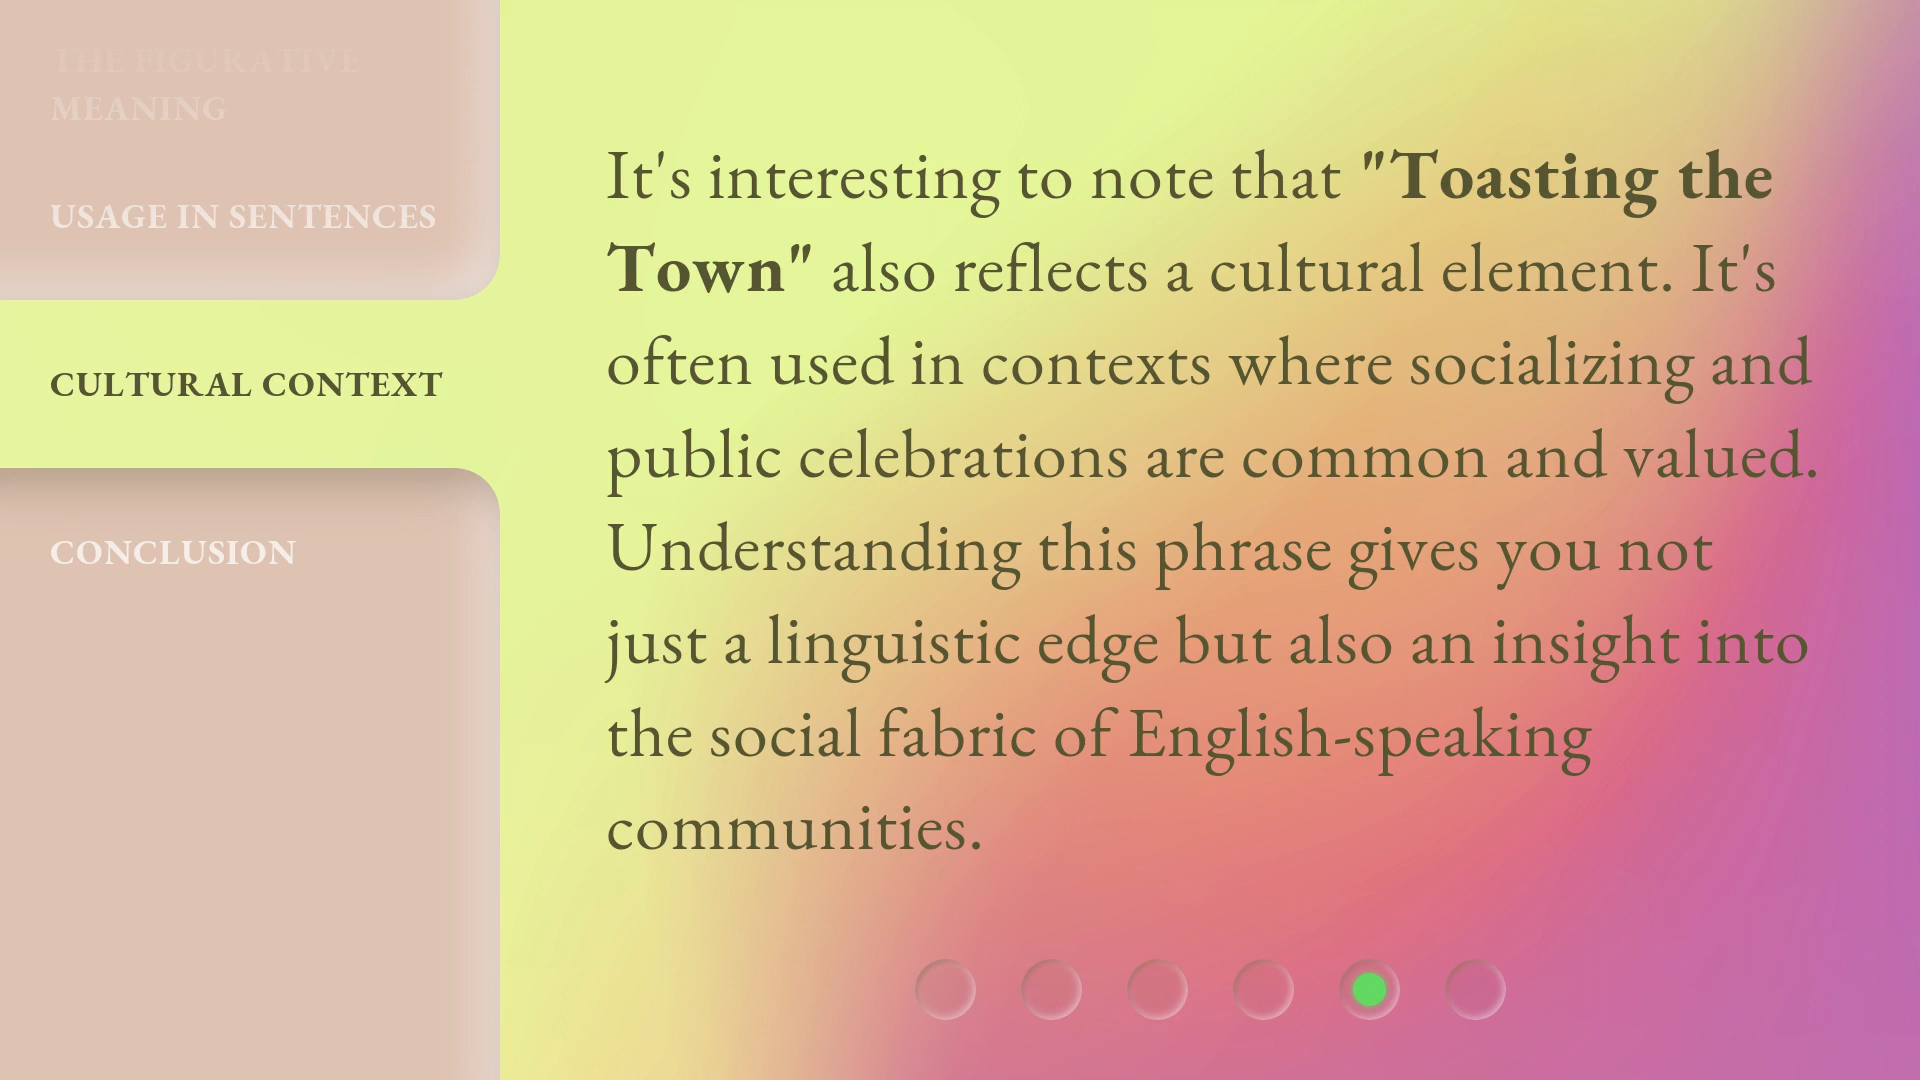 THE FIGURATIVE
MEANING
USAGE IN SENTENCES
CULTURAL CONTEXT
CONCLUSION
It's interesting to note that "Toasting the
Town" also reflects a cultural element. It's
often used in contexts where socializing and
public celebrations are common and valued.
Understanding this phrase gives you not
just a linguistic edge but also an insight into
the social fabric of English-speaking
communities.